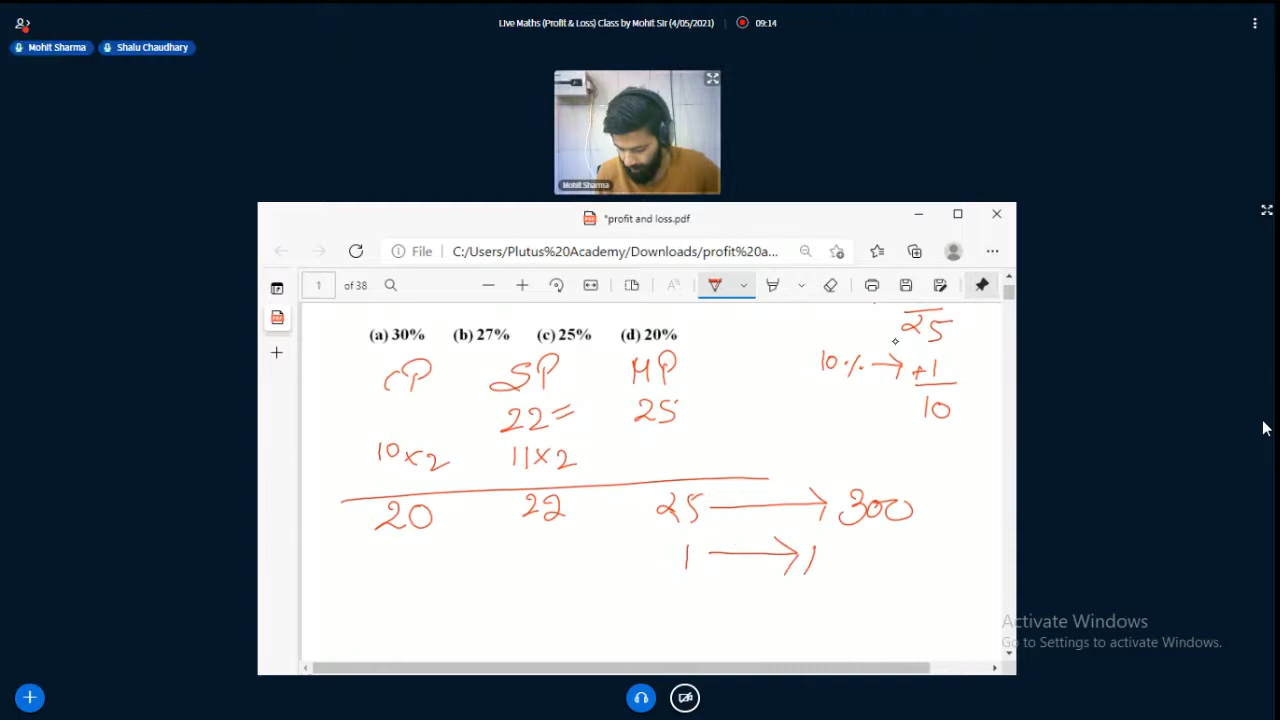 Live Maths (Profit & Loss) Class by Mohit Sir (4/05/2021) 09:14
Mohit Sharma Shalu Chaudhary
Mohit Sharma
*profit and loss.pdf
File C:/Users/Plutus%20Academy/Downloads/profit%20a...
1 of 38
(a) 30% (b) 27% (c) 25% (d) 20%
25
10% → +1
10
CP SP MP
22 = 25
10×2 11×2
20 22 25 → 300
1 →
Activate Windows
Go to Settings to activate Windows.